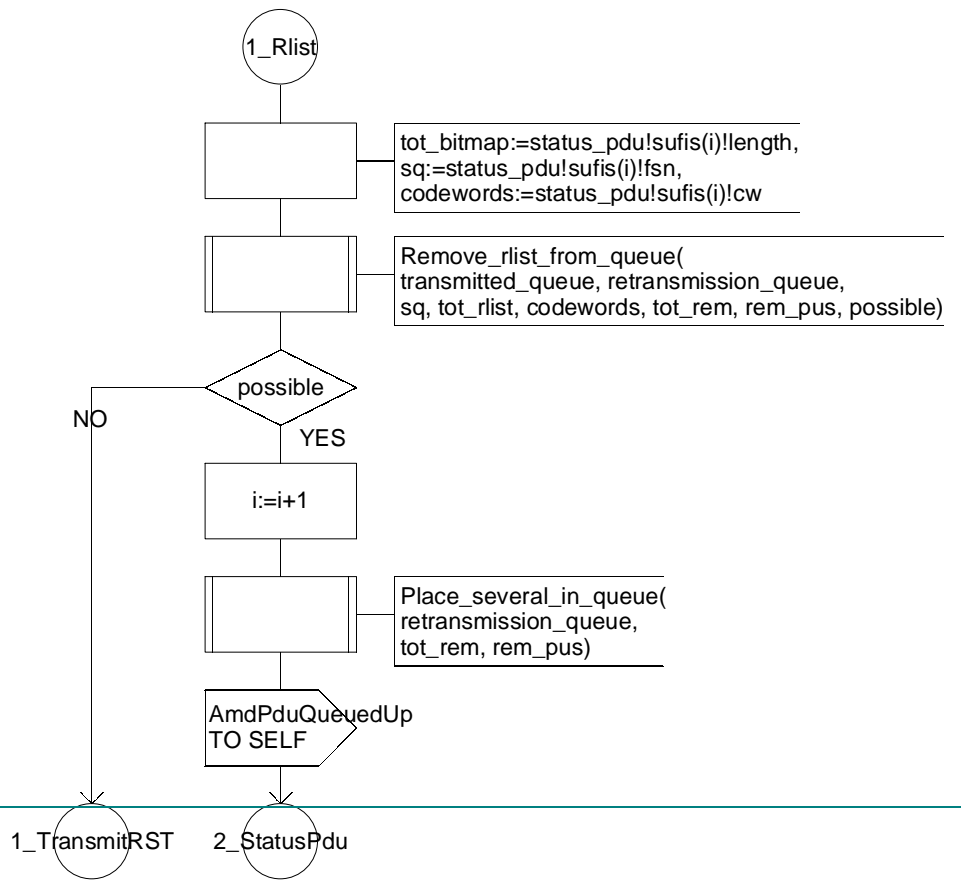 1_Rlist
tot_bitmap:=status_pdu!sufis(i)!length,
sq:=status_pdu!sufis(i)!fsn,
codewords:=status_pdu!sufis(i)!cw
Remove_rlist_from_queue(
transmitted_queue, retransmission_queue,
sq, tot_rlist, codewords, tot_rem, rem_pus, possible)
possible
NO
YES
i:=i+1
Place_several_in_queue(
retransmission_queue,
tot_rem, rem_pus)
AmdPduQueuedUp
TO SELF
1_TransmitRST
2_StatusPdu